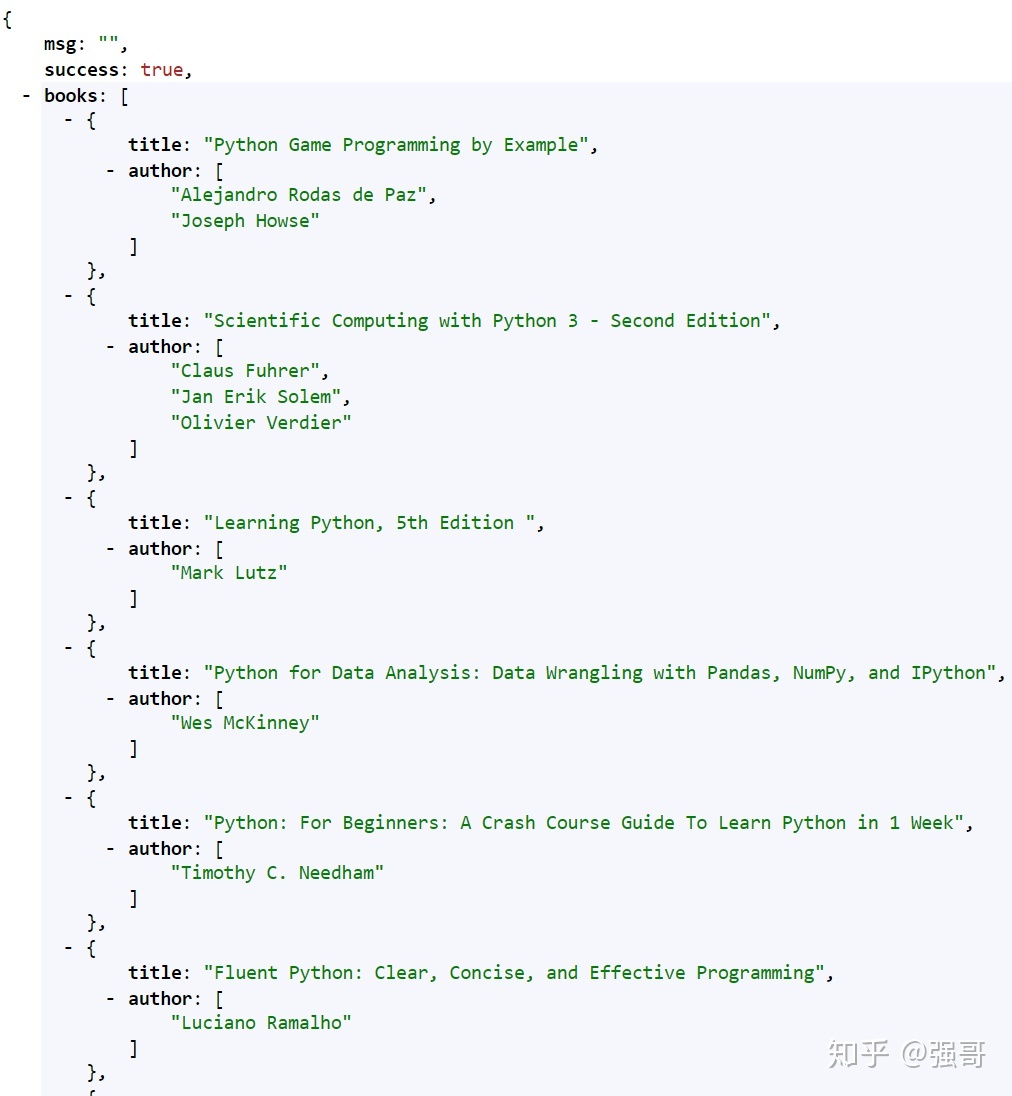 {
msg: "",
success: true,
- books: [
- {
title: "Python Game Programming by Example",
- author: [
"Alejandro Rodas de Paz",
"Joseph Howse"
]
},
- {
title: "Scientific Computing with Python 3 - Second Edition",
- author: [
"Claus Fuhrer",
"Jan Erik Solem",
"Olivier Verdier"
]
},
- {
title: "Learning Python, 5th Edition ",
- author: [
"Mark Lutz"
]
},
- {
title: "Python for Data Analysis: Data Wrangling with Pandas, NumPy, and IPython",
- author: [
"Wes McKinney"
]
},
- {
title: "Python: For Beginners: A Crash Course Guide To Learn Python in 1 Week",
- author: [
"Timothy C. Needham"
]
},
- {
title: "Fluent Python: Clear, Concise, and Effective Programming",
- author: [
"Luciano Ramalho"
]
},
知乎 @强哥